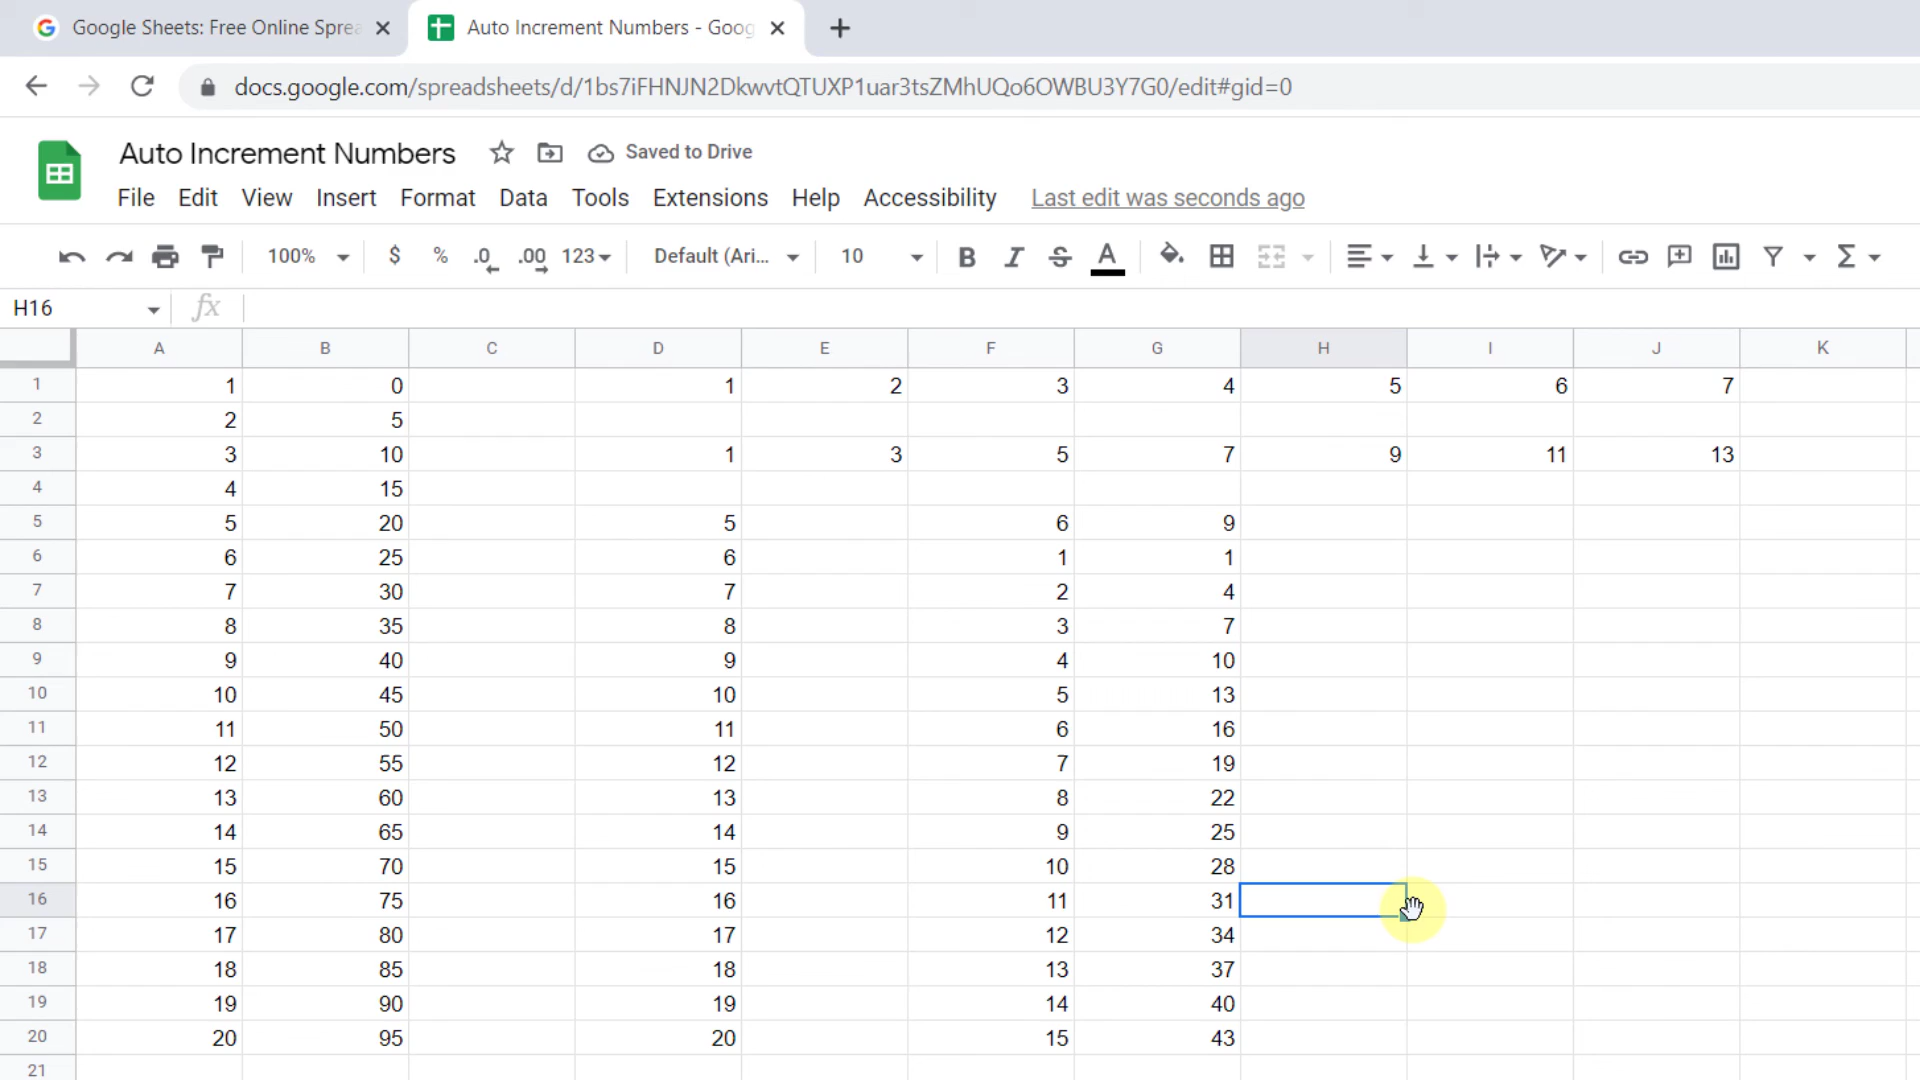 Google Sheets: Free Online Sprea
Auto Increment Numbers - Goog
docs.google.com/spreadsheets/d/1bs7iFHNJN2DkwvtQTUXP1uar3tsZMhUQo6OWBU3Y7G0/edit#gid=0
Auto Increment Numbers Saved to Drive
File Edit View Insert Format Data Tools Extensions Help Accessibility Last edit was seconds ago
100% $ % .0 .00 123 Default (Ari... 10 B I S A Σ
H16 fx
A B C D E F G H I J K
1 1 0 1 2 3 4 5 6 7
2 2 5
3 3 10 1 3 5 7 9 11 13
4 4 15
5 5 20 5 6 9
6 6 25 6 1 1
7 7 30 7 2 4
8 8 35 8 3 7
9 9 40 9 4 10
10 10 45 10 5 13
11 11 50 11 6 16
12 12 55 12 7 19
13 13 60 13 8 22
14 14 65 14 9 25
15 15 70 15 10 28
16 16 75 16 11 31
17 17 80 17 12 34
18 18 85 18 13 37
19 19 90 19 14 40
20 20 95 20 15 43
21